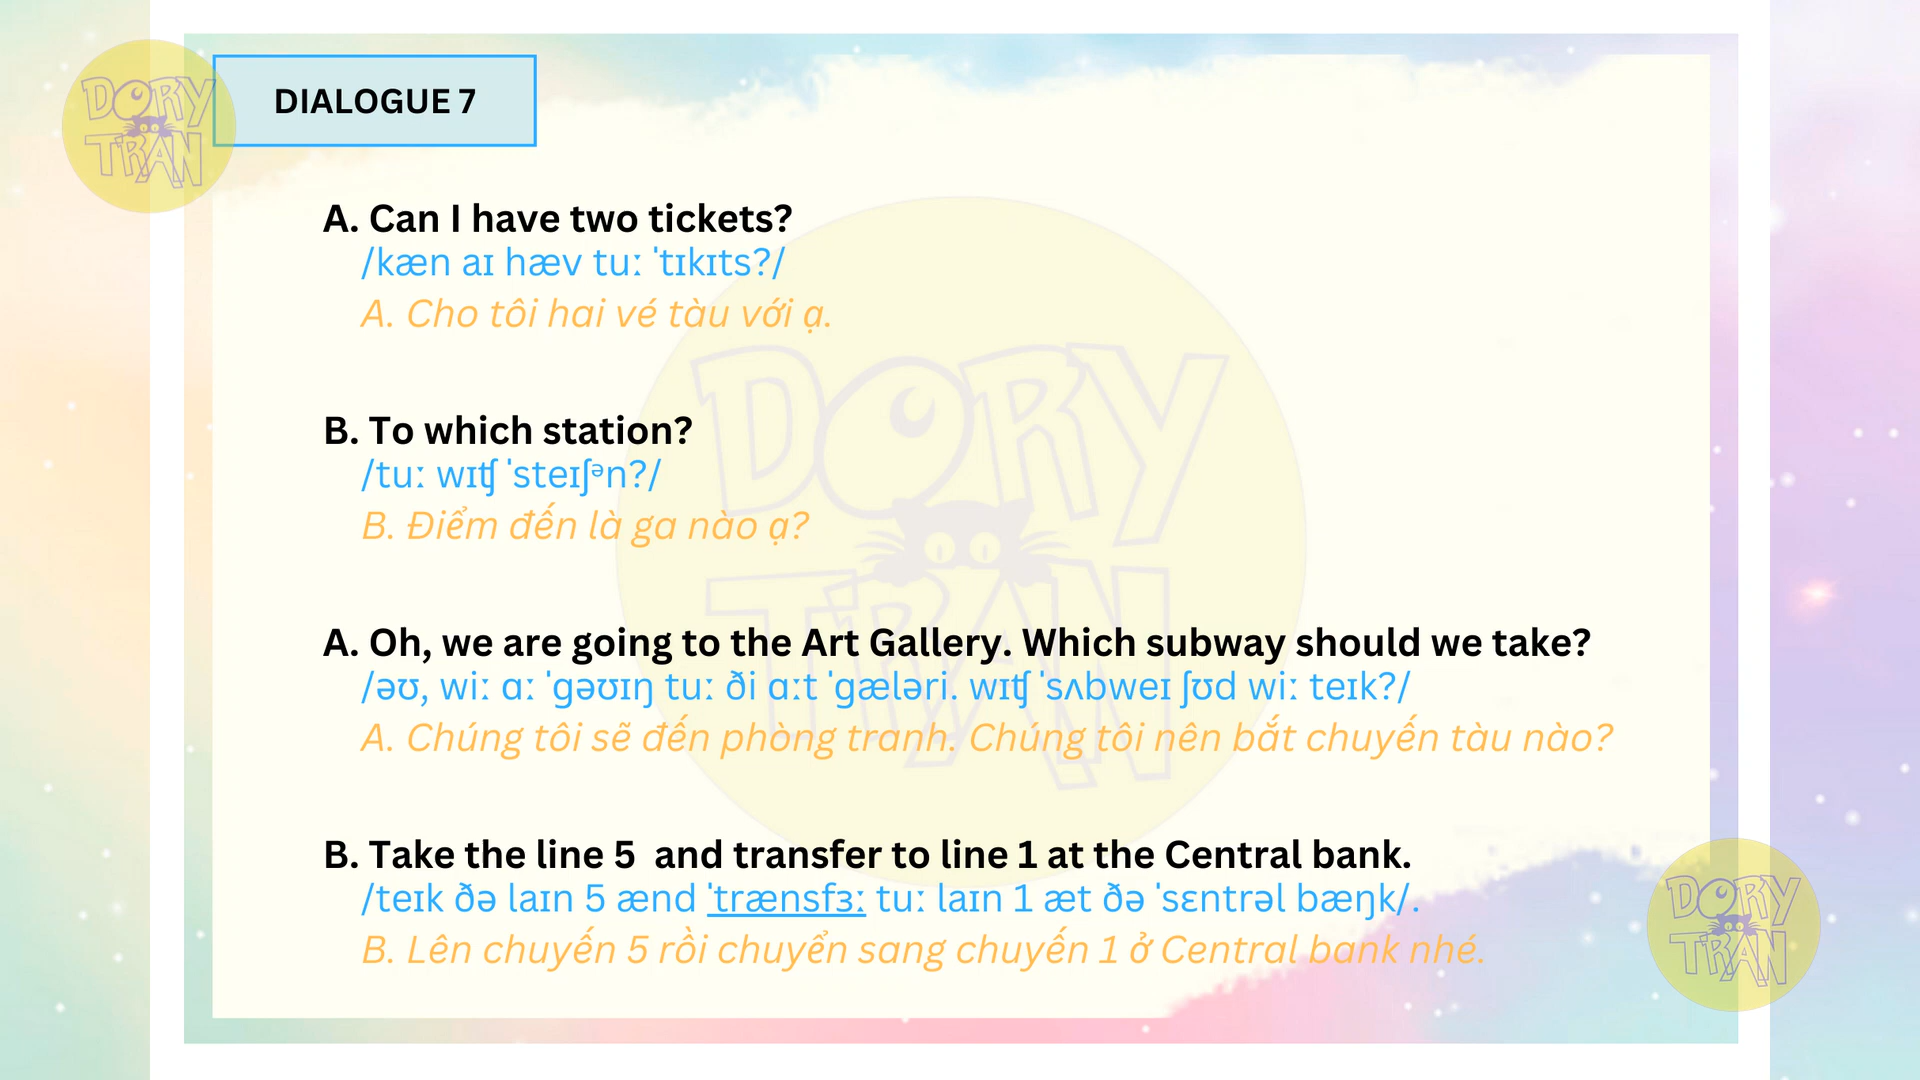 DORY
TRAN
DIALOGUE 7
A. Can I have two tickets?
/kæn aɪ hæv tuː ˈtɪkɪts?/
A. Cho tôi hai vé tàu với ạ.
B. To which station?
/tuː wɪʧ ˈsteɪʃᵊn?/
B. Điểm đến là ga nào ạ?
A. Oh, we are going to the Art Gallery. Which subway should we take?
/əʊ, wiː ɑː ˈɡəʊɪŋ tuː ði ɑːt ˈɡæləri. wɪʧ ˈsʌbweɪ ʃʊd wiː teɪk?/
A. Chúng tôi sẽ đến phòng tranh. Chúng tôi nên bắt chuyến tàu nào?
B. Take the line 5  and transfer to line 1 at the Central bank.
/teɪk ðə laɪn 5 ænd ˈtrænsfɜː tuː laɪn 1 æt ðə ˈsɛntrəl bæŋk/.
B. Lên chuyến 5 rồi chuyển sang chuyến 1 ở Central bank nhé.
DORY
TRAN
DORY
TRAN